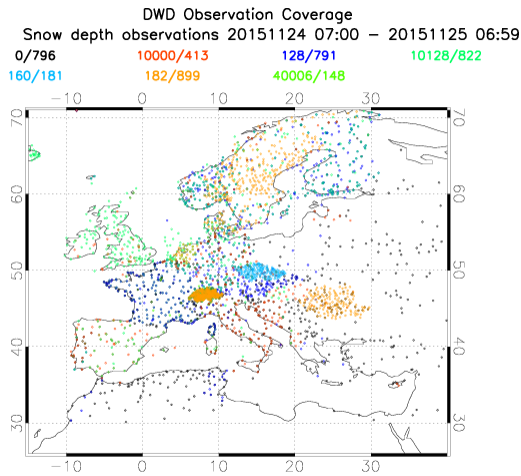 DWD Observation Coverage
Snow depth observations 20151124 07:00 - 20151125 06:59
0/796 10000/413 128/791 10128/822
160/181 182/899 40006/148
-10 0 10 20 30
70 70
60 60
50 50
40 40
30 30
-10 0 10 20 30